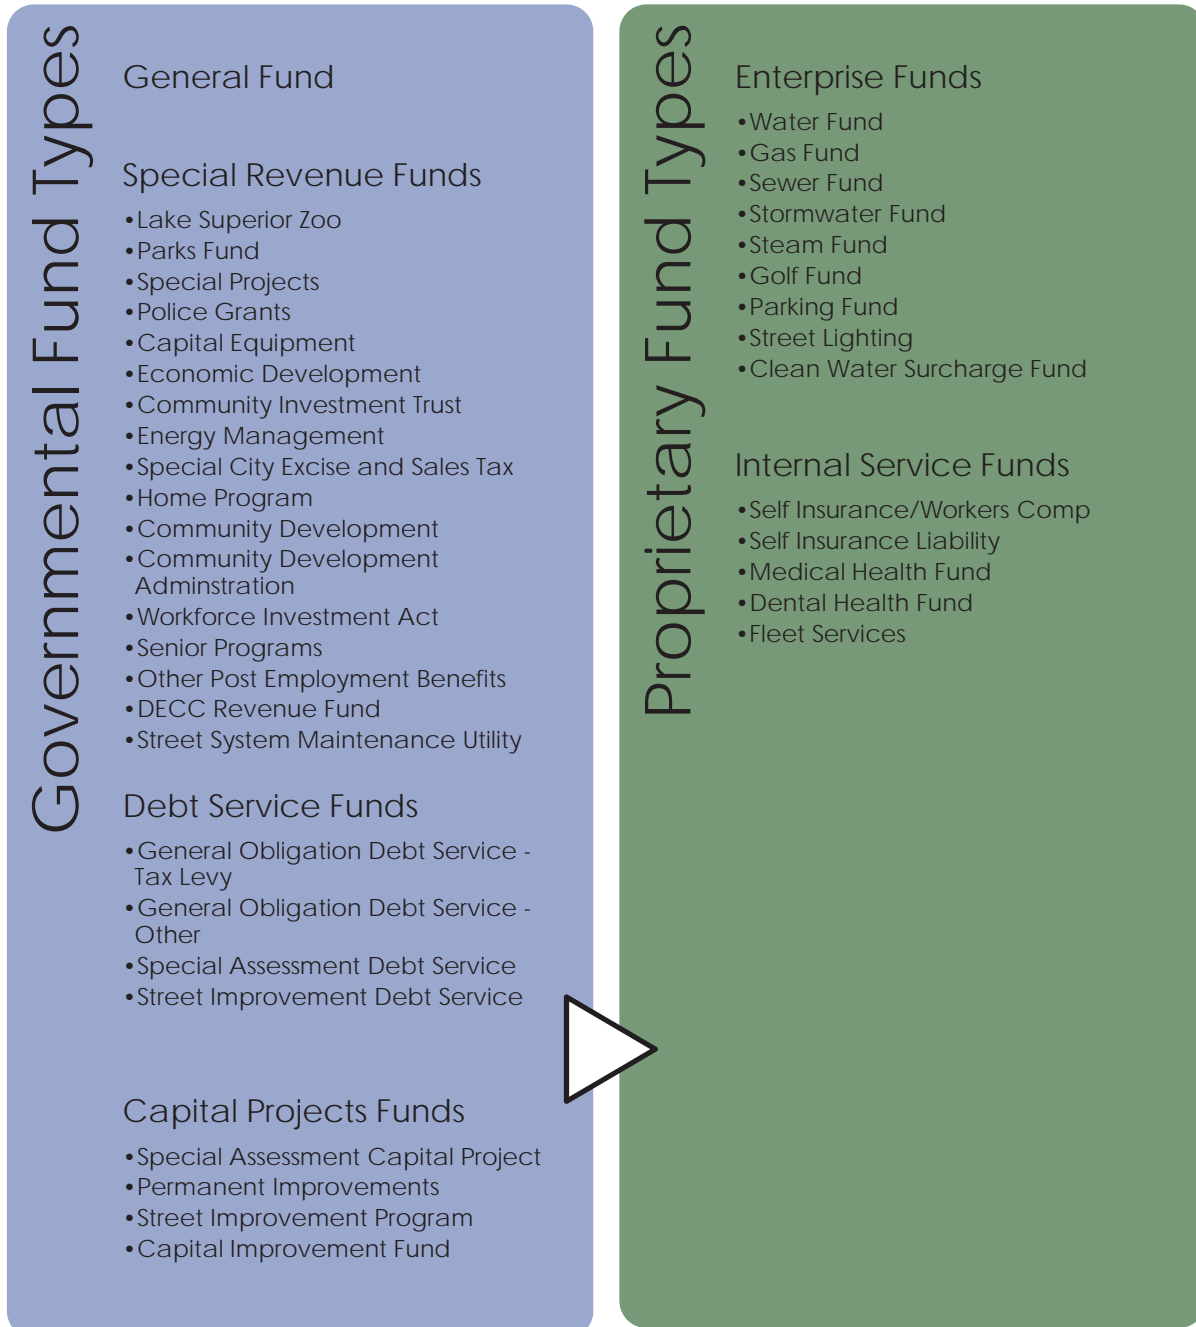 Governmental Fund Types
General Fund
Special Revenue Funds
•Lake Superior Zoo
•Parks Fund
•Special Projects
•Police Grants
•Capital Equipment
•Economic Development
•Community Investment Trust
•Energy Management
•Special City Excise and Sales Tax
•Home Program
•Community Development
•Community Development
Adminstration
•Workforce Investment Act
•Senior Programs
•Other Post Employment Benefits
•DECC Revenue Fund
•Street System Maintenance Utility
Debt Service Funds
•General Obligation Debt Service -
Tax Levy
•General Obligation Debt Service -
Other
•Special Assessment Debt Service
•Street Improvement Debt Service
Capital Projects Funds
•Special Assessment Capital Project
•Permanent Improvements
•Street Improvement Program
•Capital Improvement Fund
Proprietary Fund Types
Enterprise Funds
•Water Fund
•Gas Fund
•Sewer Fund
•Stormwater Fund
•Steam Fund
•Golf Fund
•Parking Fund
•Street Lighting
•Clean Water Surcharge Fund
Internal Service Funds
•Self Insurance/Workers Comp
•Self Insurance Liability
•Medical Health Fund
•Dental Health Fund
•Fleet Services